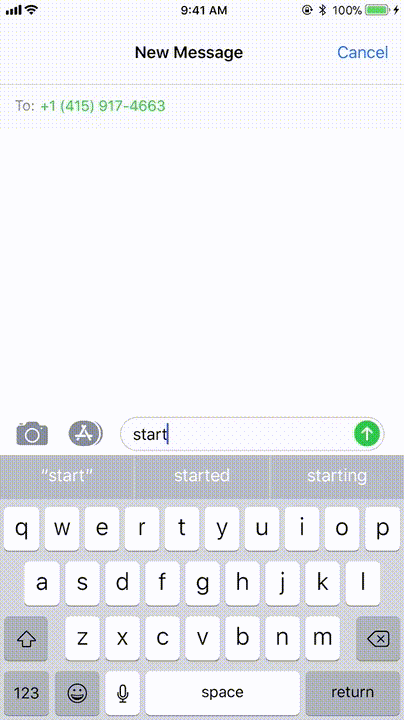 9:41 AM 100%
New Message Cancel
To: +1 (415) 917-4663
start
“start” started starting
q w e r t y u i o p
a s d f g h j k l
z x c v b n m
123 space return